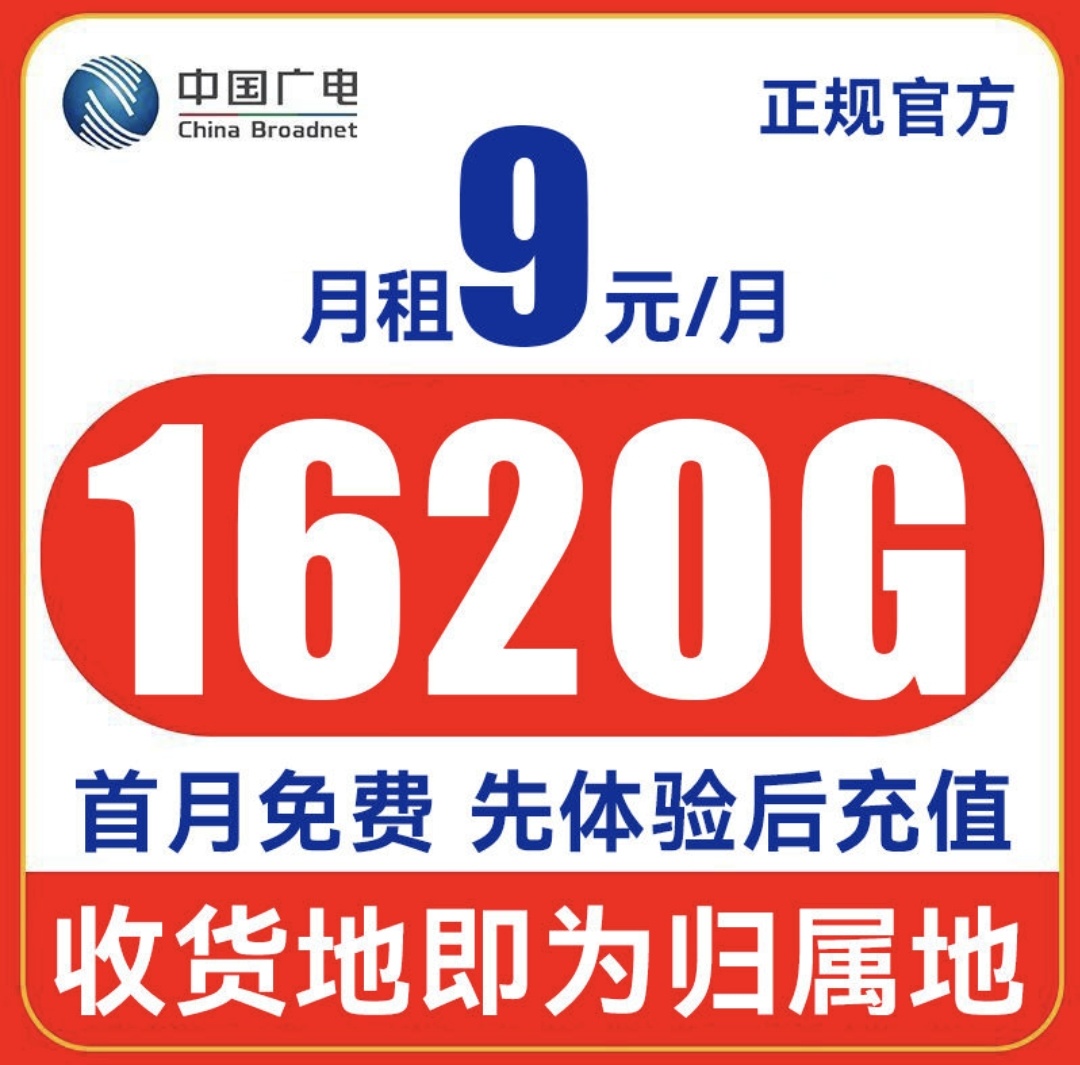 中国广电
China Broadnet
正规官方
月租9元/月
1620G
首月免费 先体验后充值
收货地即为归属地